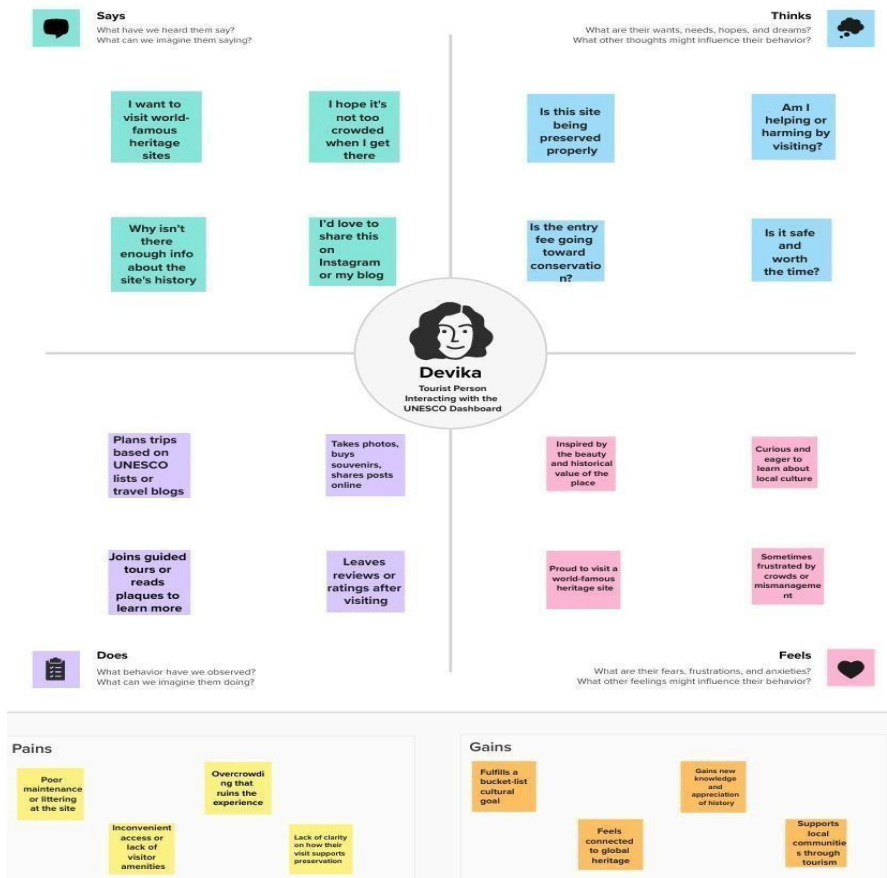 Says
What have we heard them say?
What can we imagine them saying?
Thinks
What are their wants, needs, hopes, and dreams?
What other thoughts might influence their behavior?
I want to
visit world-
famous
heritage
sites
I hope it's
not too
crowded
when I get
there
Is this site
being
preserved
properly
Am I
helping or
harming by
visiting?
Why isn't
there
enough info
about the
site's history
I'd love to
share this
on
Instagram
or my blog
Is the entry
fee going
toward
conservatio
n?
Is it safe
and
worth
the time?
Devika
Tourist Person
Interacting with the
UNESCO Dashboard
Plans trips
based on
UNESCO
lists or
travel blogs
Takes photos,
buys
souvenirs,
shares posts
online
Inspired by
the beauty
and historical
value of the
place
Curious and
eager to
learn about
local culture
Joins guided
tours or
reads
plaques to
learn more
Leaves
reviews or
ratings after
visiting
Proud to visit a
world-famous
heritage site
Sometimes
frustrated by
crowds or
mismanageme
nt
Does
What behavior have we observed?
What can we imagine them doing?
Feels
What are their fears, frustrations, and anxieties?
What other feelings might influence their behavior?
Pains
Poor
maintenance
or littering
at the site
Overcrowdi
ng that
ruins the
experience
Inconvenient
access or
lack of
visitor
amenities
Lack of clarity
on how their
visit supports
preservation
Gains
Fulfills a
bucket-list
cultural
goal
Gains new
knowledge
and
appreciation
of history
Feels
connected
to global
heritage
Supports
local
communitie
s through
tourism